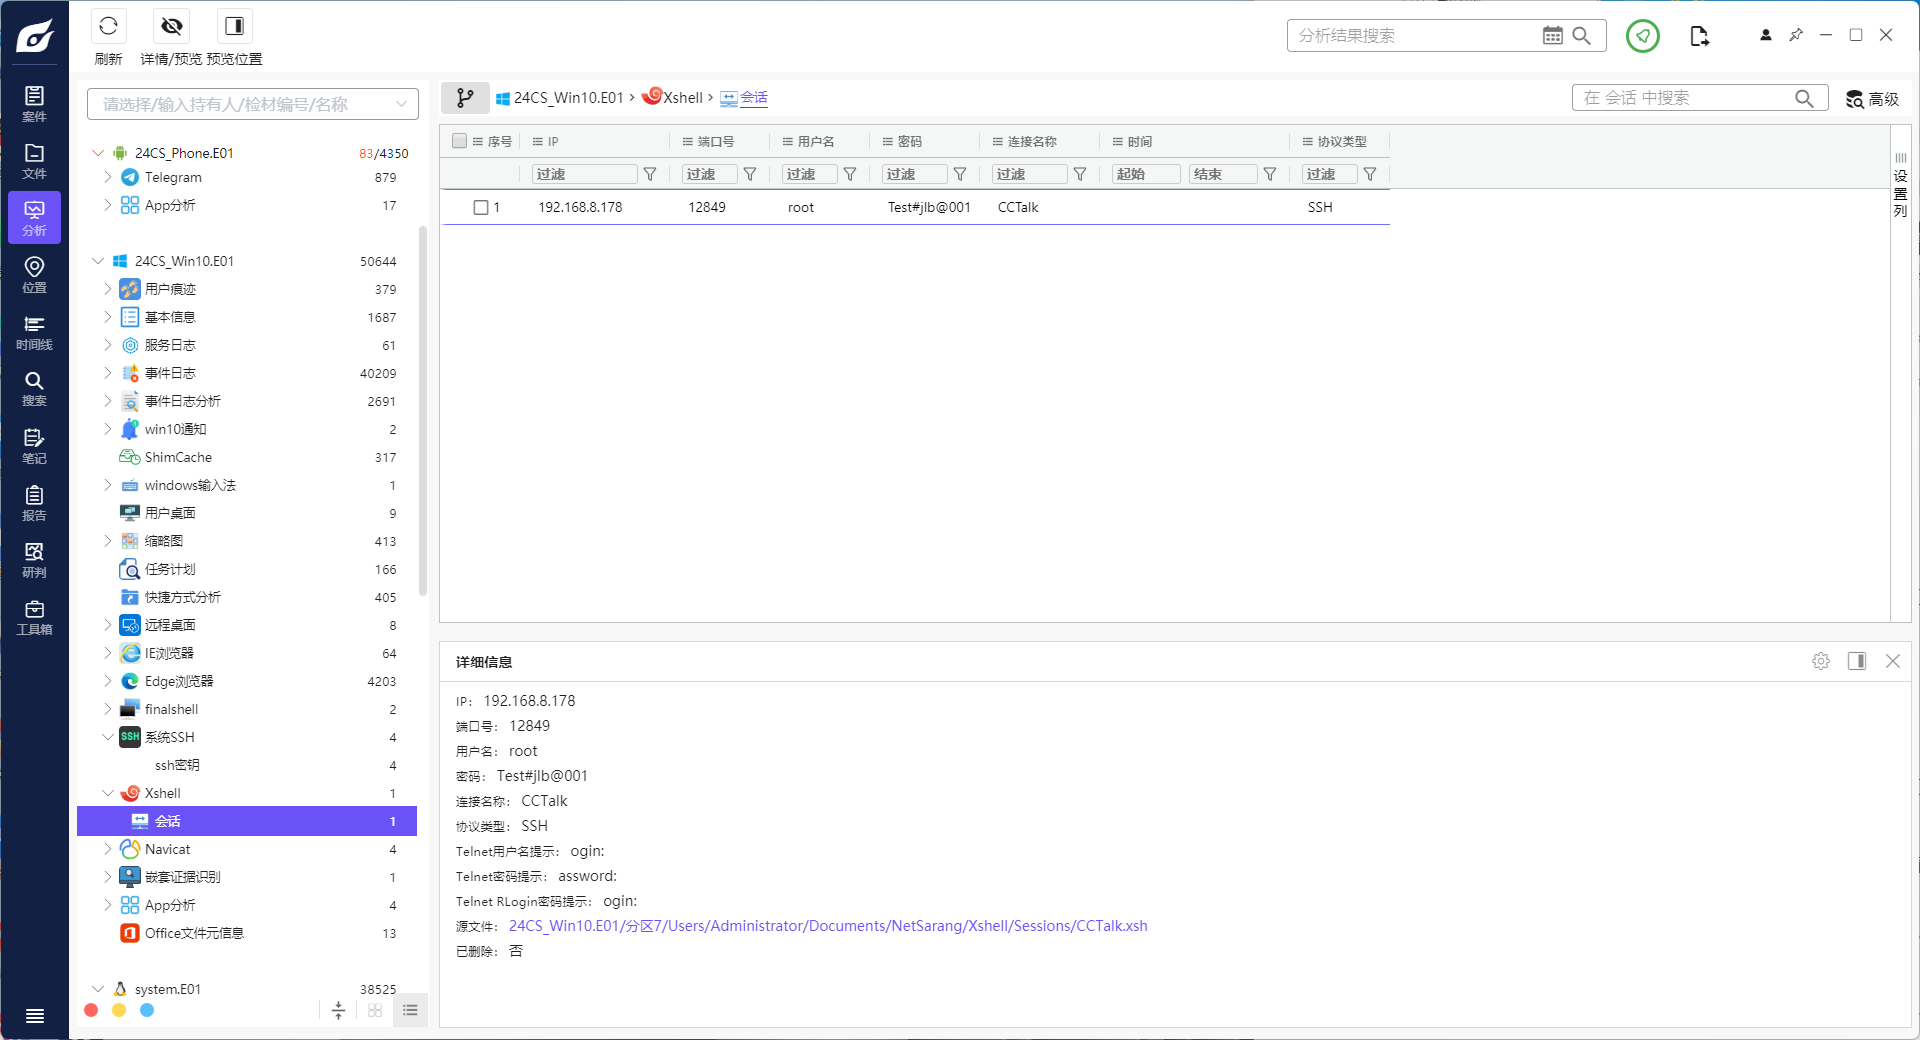 刷新
详情/预览
预览位置
分析结果搜索
案件
文件
分析
位置
时间线
搜索
笔记
报告
研判
工具箱
请选择/输入持有人/检材编号/名称
24CS_Phone.E01 83/4350
Telegram 879
App分析 17
24CS_Win10.E01 50644
用户痕迹 379
基本信息 1687
服务日志 61
事件日志 40209
事件日志分析 2691
win10通知 2
ShimCache 317
windows输入法 1
用户桌面 9
缩略图 413
任务计划 166
快捷方式分析 405
远程桌面 8
IE浏览器 64
Edge浏览器 4203
finalshell 2
SSH 系统SSH 4
ssh密钥 4
Xshell 1
会话 1
Navicat 4
嵌套证据识别 1
App分析 4
Office文件元信息 13
system.E01 38525
24CS_Win10.E01 > Xshell > 会话
在 会话 中搜索
高级
序号 IP 端口号 用户名 密码 连接名称 时间 协议类型
过滤 过滤 过滤 过滤 过滤 起始 结束 过滤
1 192.168.8.178 12849 root Test#jlb@001 CCTalk SSH
设置列
详细信息
IP: 192.168.8.178
端口号: 12849
用户名: root
密码: Test#jlb@001
连接名称: CCTalk
协议类型: SSH
Telnet用户名提示: ogin:
Telnet密码提示: assword:
Telnet RLogin密码提示: ogin:
源文件: 24CS_Win10.E01/分区7/Users/Administrator/Documents/NetSarang/Xshell/Sessions/CCTalk.xsh
已删除: 否